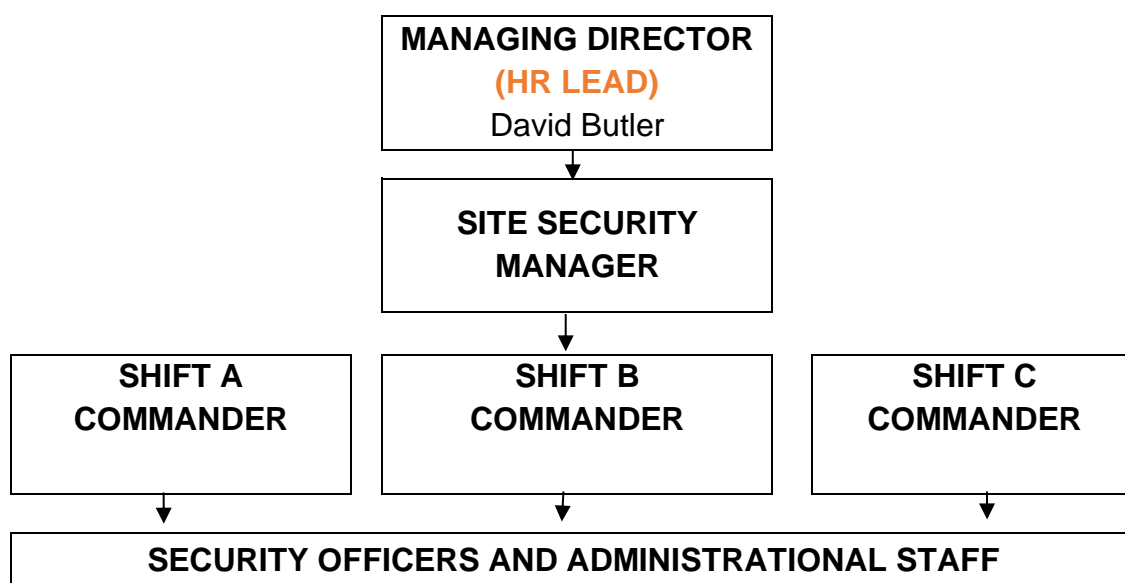 MANAGING DIRECTOR
(HR LEAD)
David Butler
SITE SECURITY
MANAGER
SHIFT A
COMMANDER
SHIFT B
COMMANDER
SHIFT C
COMMANDER
SECURITY OFFICERS AND ADMINISTRATIONAL STAFF